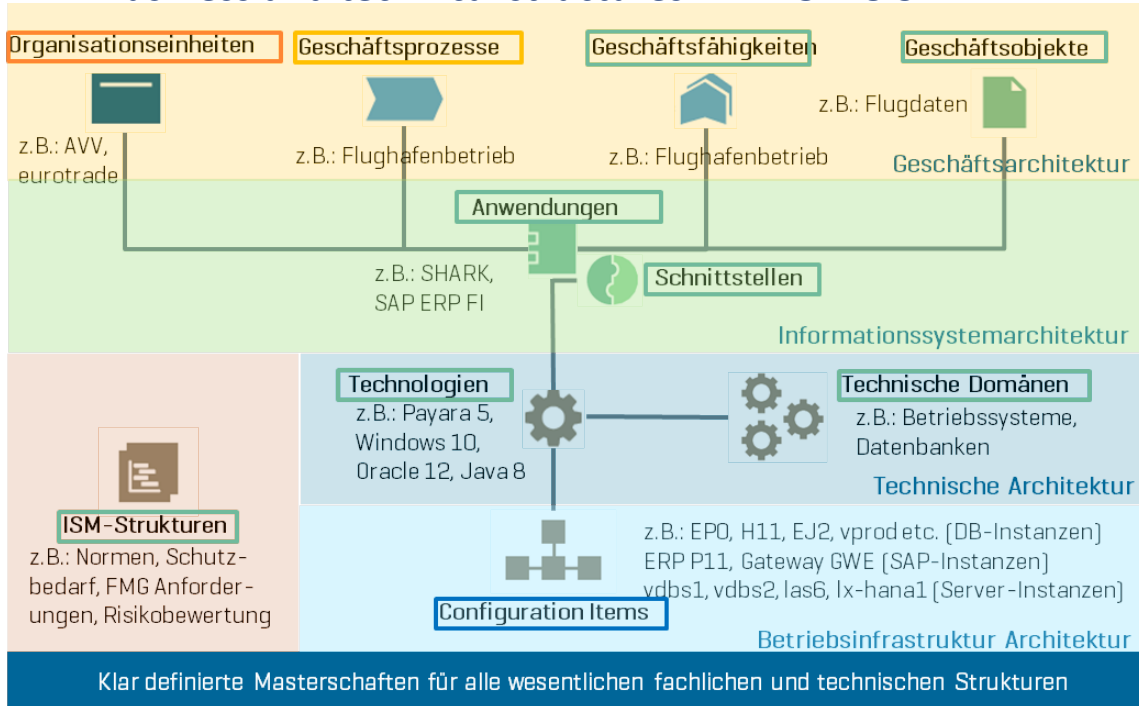 Organisationseinheiten
Geschäftsprozesse
Geschäftsfähigkeiten
Geschäftsobjekte
z.B.: AVV,
eurotrade
z.B.: Flughafenbetrieb
z.B.: Flughafenbetrieb
z.B.: Flugdaten
Geschäftsarchitektur
Anwendungen
z.B.: SHARK,
SAP ERP FI
Schnittstellen
Informationssystemarchitektur
Technologien
z.B.: Payara 5,
Windows 10,
Oracle 12, Java 8
Technische Domänen
z.B.: Betriebssysteme,
Datenbanken
Technische Architektur
ISM-Strukturen
z.B.: Normen, Schutz-
bedarf, FMG Anforder-
ungen, Risikobewertung
Configuration Items
z.B.: EP0, H11, EJ2, vprod etc. (DB-Instanzen)
ERP P11, Gateway GWE (SAP-Instanzen)
vdbs1, vdbs2, las6, lx-hana1 (Server-Instanzen)
Betriebsinfrastruktur Architektur
Klar definierte Masterschaften für alle wesentlichen fachlichen und technischen Strukturen